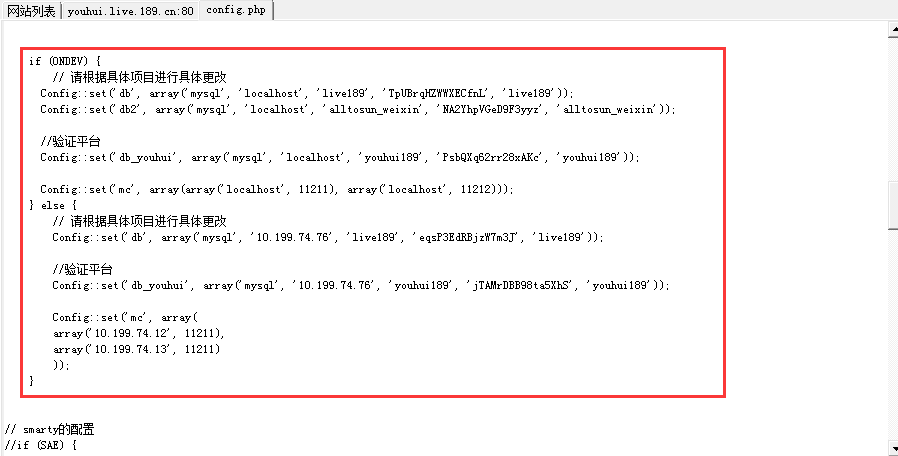 网站列表 youhui.live.189.cn:80 config.php
if (ONDEV) {
// 请根据具体项目进行具体更改
Config::set('db', array('mysql', 'localhost', 'live189', 'TpUBrqHZWWXECfnL', 'live189'));
Config::set('db2', array('mysql', 'localhost', 'alltosun_weixin', 'NA2YhpVGeD9F3yyz', 'alltosun_weixin'));
//验证平台
Config::set('db_youhui', array('mysql', 'localhost', 'youhui189', 'PsbQXq62rr28xAKc', 'youhui189'));
Config::set('mc', array(array('localhost', 11211), array('localhost', 11212)));
} else {
// 请根据具体项目进行具体更改
Config::set('db', array('mysql', '10.199.74.76', 'live189', 'eqsP3EdRBjzW7m3J', 'live189'));
//验证平台
Config::set('db_youhui', array('mysql', '10.199.74.76', 'youhui189', 'jTAMrDBB98ta5XhS', 'youhui189'));
Config::set('mc', array(
array('10.199.74.12', 11211),
array('10.199.74.13', 11211)
));
}
// smarty的配置
//if (SAE) {